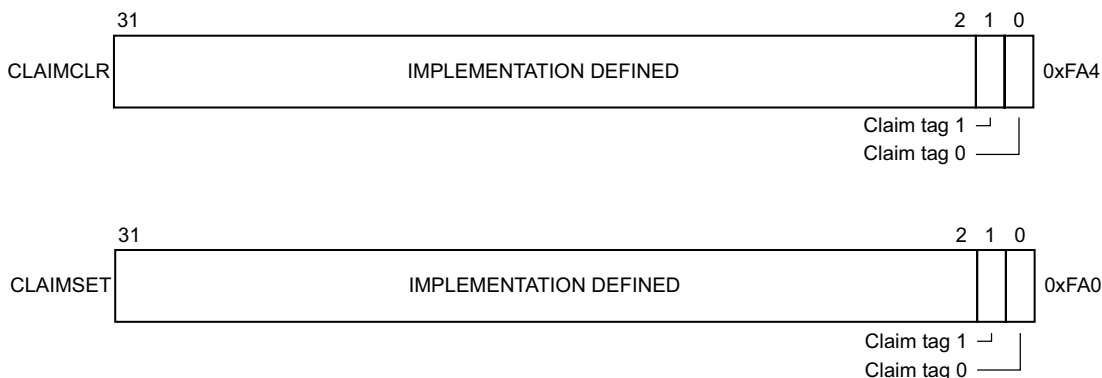 31 2 1 0
CLAIMCLR IMPLEMENTATION DEFINED 0xFA4
Claim tag 1
Claim tag 0
31 2 1 0
CLAIMSET IMPLEMENTATION DEFINED 0xFA0
Claim tag 1
Claim tag 0